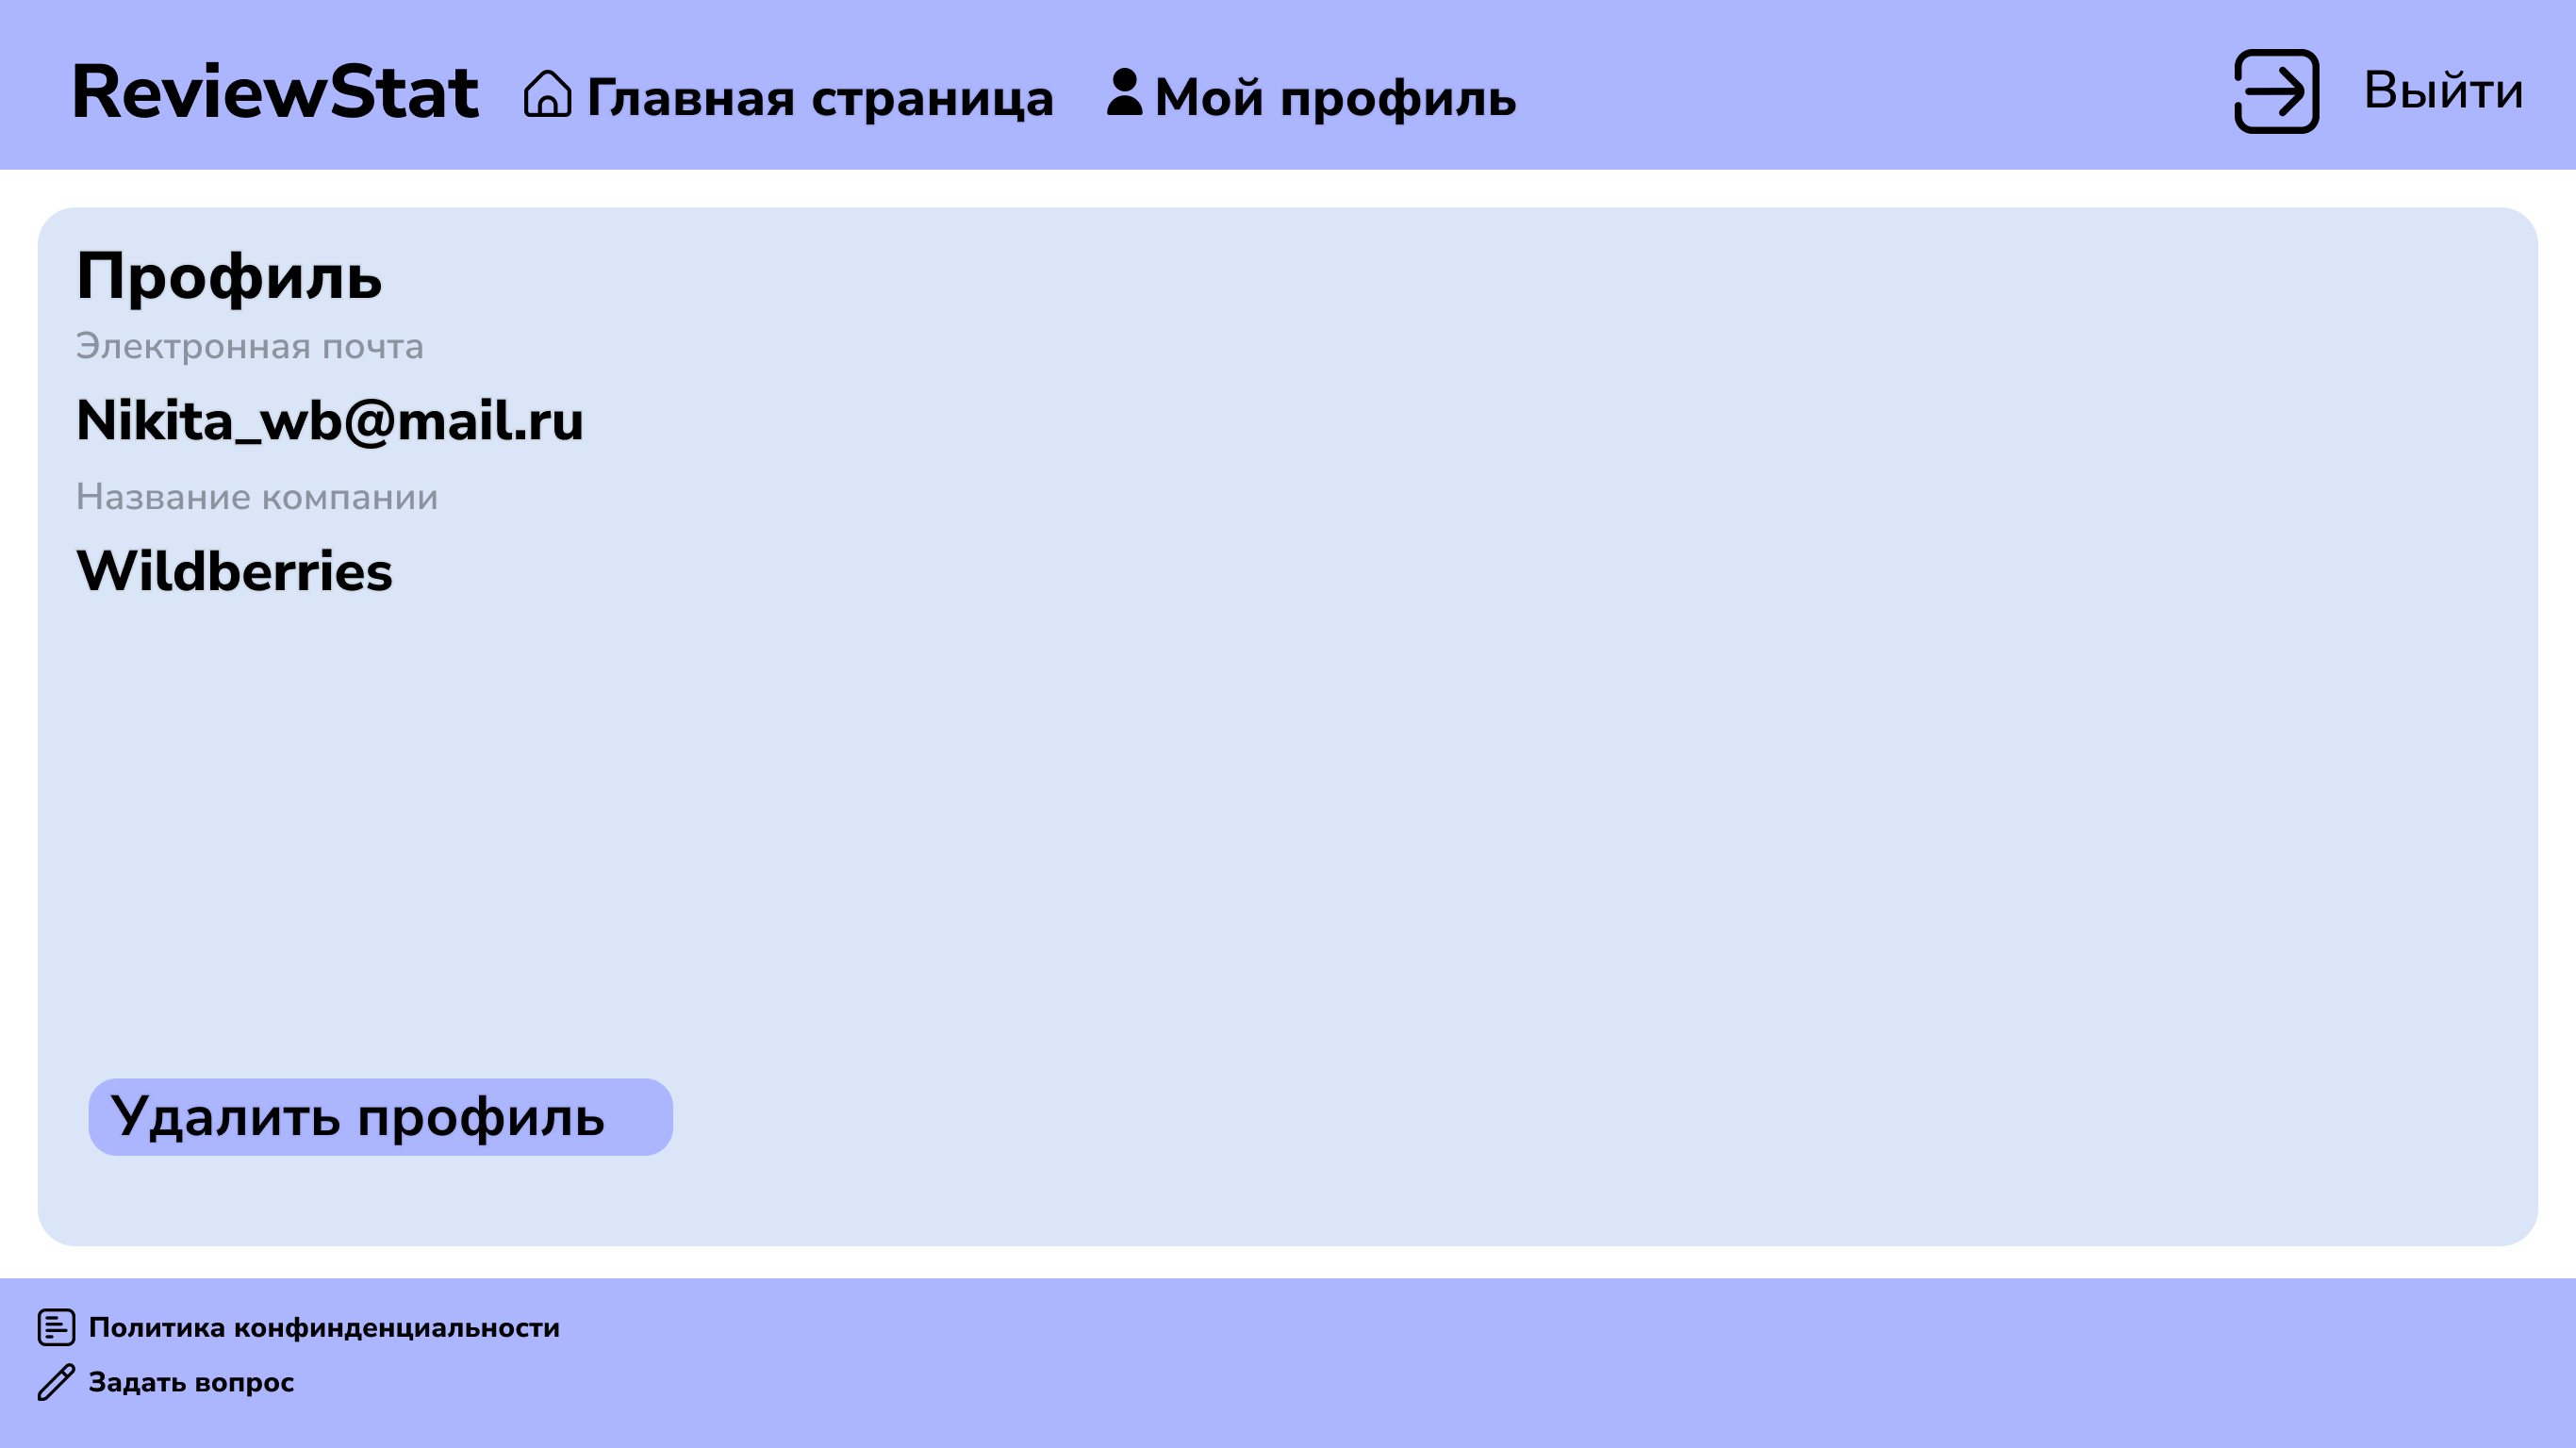 ReviewStat Главная страница Мой профиль Выйти
Профиль
Электронная почта
Nikita_wb@mail.ru
Название компании
Wildberries
Удалить профиль
Политика конфинденциальности
Задать вопрос